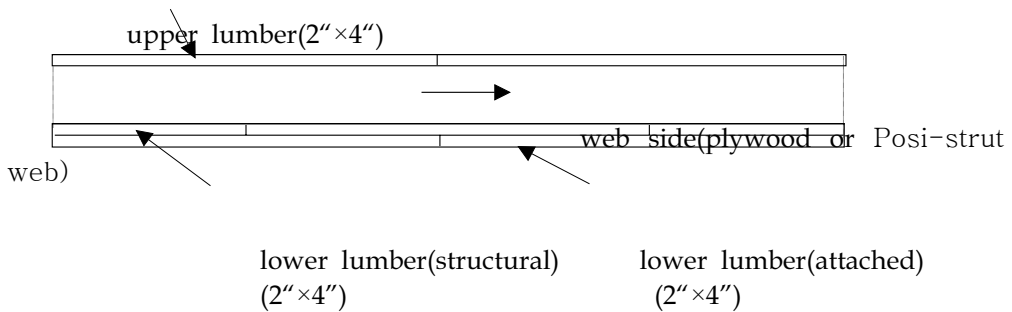 upper lumber(2“×4“)
web side(plywood or Posi-strut
web)
lower lumber(structural) lower lumber(attached)
(2“×4”) (2“×4”)